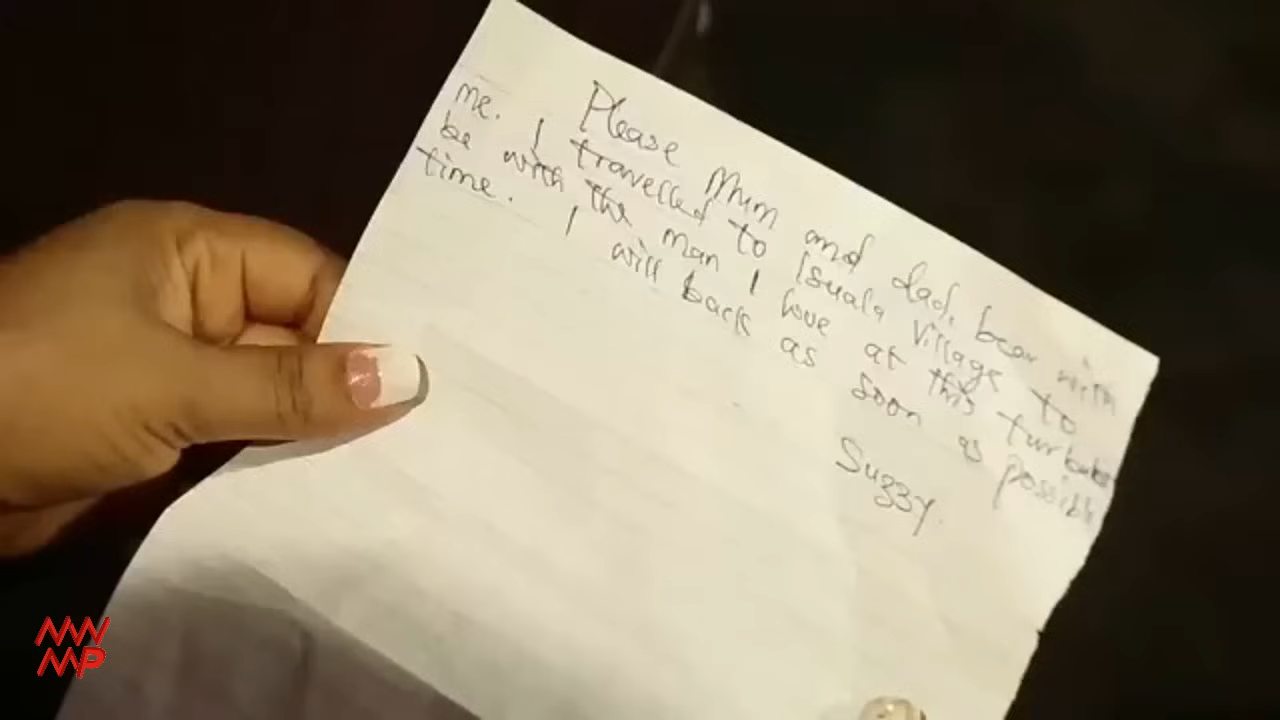 Please Mum and dad, bear with
me. I travelled to Isuala Village to
be with the man I love at this
time. I will back as soon as possible
Suzzy.